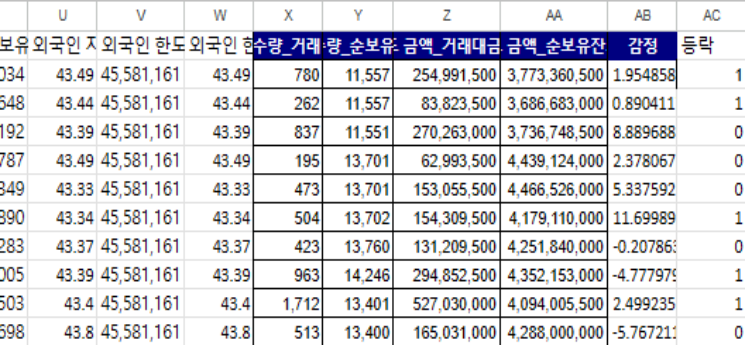 U V W X Y Z AA AB AC
보유 외국인 지 외국인 한도 외국인 한 수량_거래 량_순보유 금액_거래대금 금액_순보유잔 감정 등락
034 43.49 45,581,161 43.49 780 11,557 254,991,500 3,773,360,500 1.954858 1
648 43.44 45,581,161 43.44 262 11,557 83,823,500 3,686,683,000 0.890411 1
192 43.39 45,581,161 43.39 837 11,551 270,263,000 3,736,748,500 8.889688 0
787 43.49 45,581,161 43.49 195 13,701 62,993,500 4,439,124,000 2.378067 0
349 43.33 45,581,161 43.33 473 13,701 153,055,500 4,466,526,000 5.337592 0
890 43.34 45,581,161 43.34 504 13,702 154,309,500 4,179,110,000 11.69989 1
283 43.37 45,581,161 43.37 423 13,760 131,209,500 4,251,840,000 -0.20786 0
005 43.39 45,581,161 43.39 963 14,246 294,852,500 4,352,153,000 -4.777979 1
503 43.4 45,581,161 43.4 1,712 13,401 527,030,000 4,094,005,500 2.499235 1
698 43.8 45,581,161 43.8 513 13,400 165,031,000 4,288,000,000 -5.76721 0